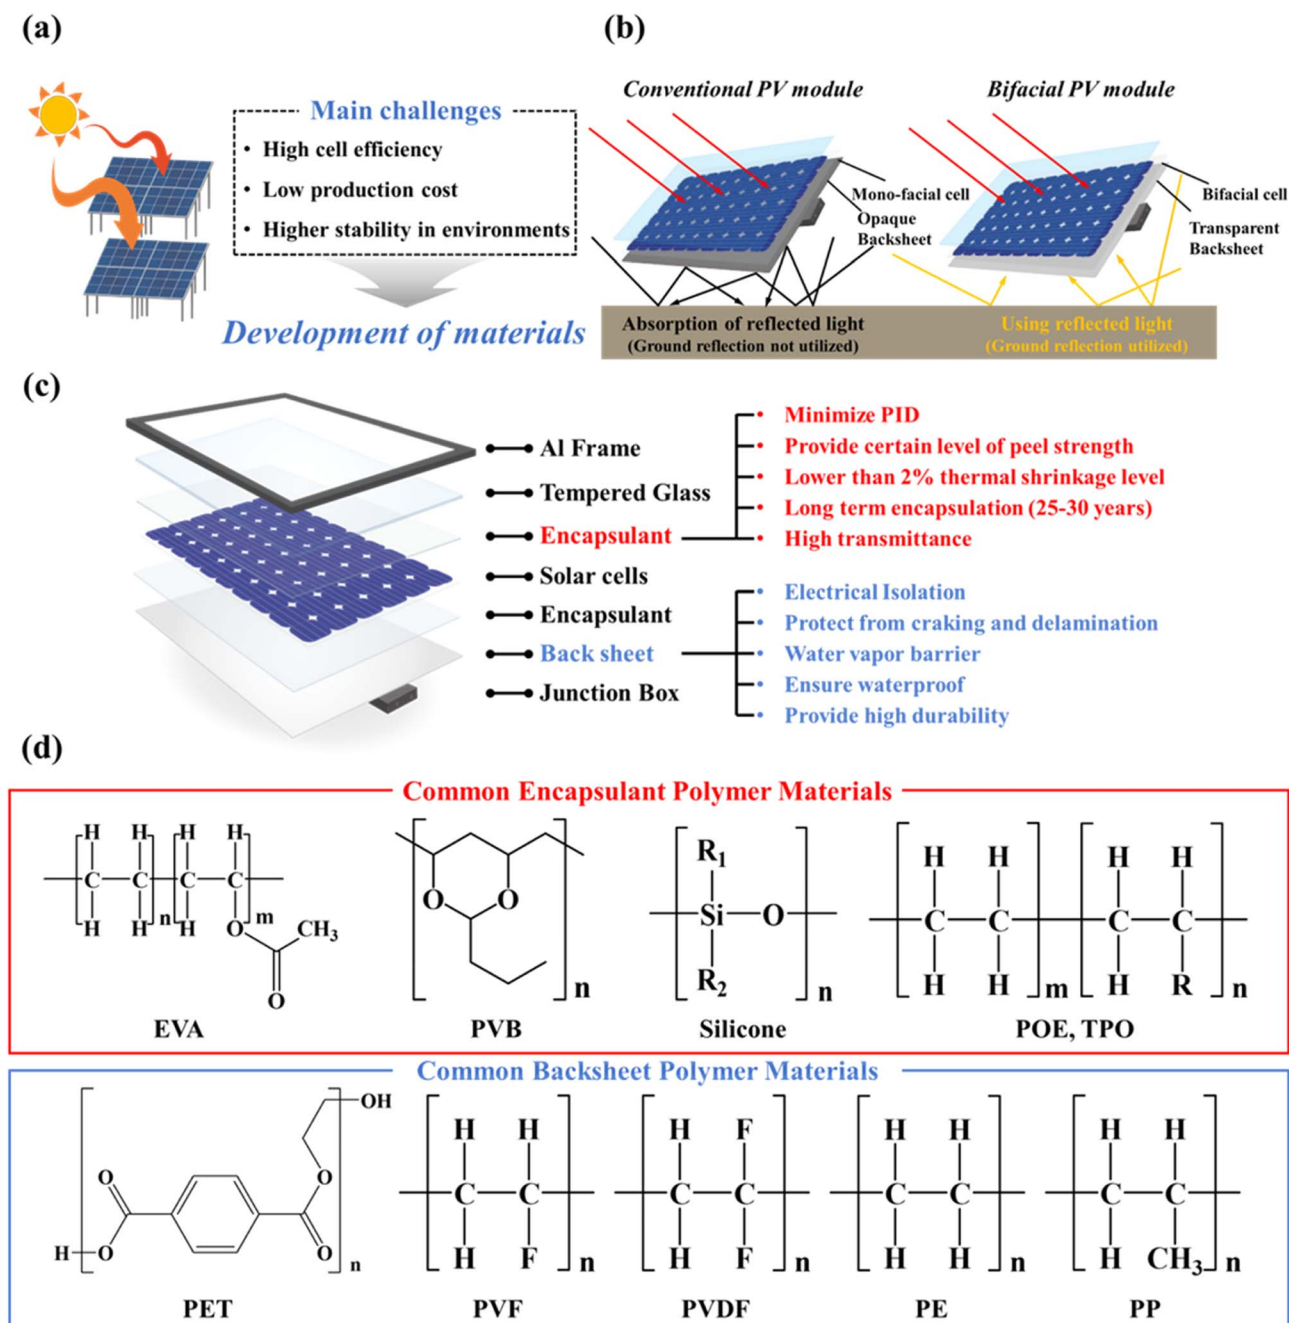 (a)
Main challenges
• High cell efficiency
• Low production cost
• Higher stability in environments
Development of materials
(b)
Conventional PV module
Bifacial PV module
Mono-facial cell
Opaque
Backsheet
Bifacial cell
Transparent
Backsheet
Absorption of reflected light
(Ground reflection not utilized)
Using reflected light
(Ground reflection utilized)
(c)
Al Frame
Tempered Glass
Encapsulant
Solar cells
Encapsulant
Back sheet
Junction Box
• Minimize PID
• Provide certain level of peel strength
• Lower than 2% thermal shrinkage level
• Long term encapsulation (25-30 years)
• High transmittance
• Electrical Isolation
• Protect from craking and delamination
• Water vapor barrier
• Ensure waterproof
• Provide high durability
(d)
Common Encapsulant Polymer Materials
H H H H
C C C C
H H n H O m
CH3
O
EVA
O O
n
PVB
R1
Si O
R2
n
Silicone
H H H H
C C C C
H H m H R n
POE, TPO
Common Backsheet Polymer Materials
OH
O O
H O O
n
PET
H H
C C
H F n
PVF
H F
C C
H F n
PVDF
H H
C C
H H n
PE
H H
C C
H CH3 n
PP